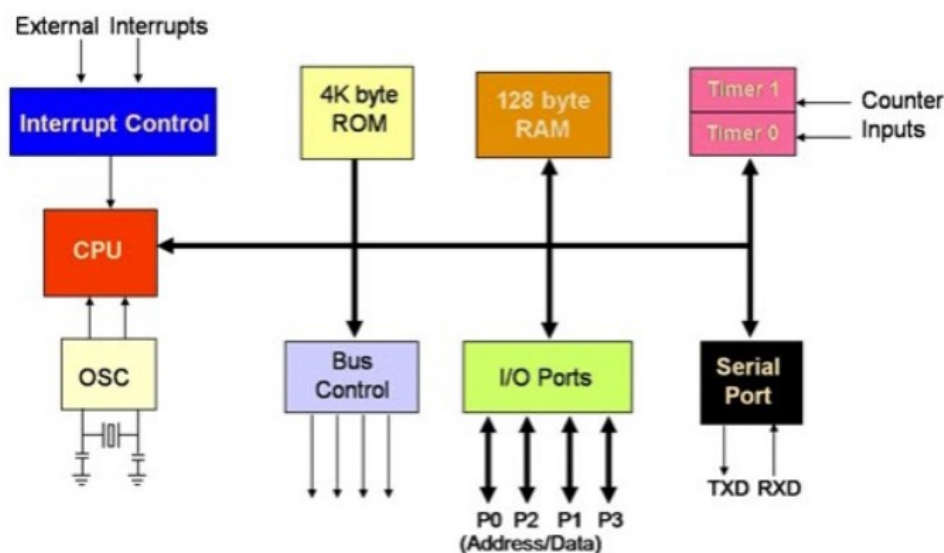 External Interrupts
Interrupt Control
4K byte
ROM
128 byte
RAM
Timer 1
Timer 0
Counter
Inputs
CPU
OSC
Bus
Control
I/O Ports
Serial
Port
P0 P2 P1 P3
(Address/Data)
TXD RXD